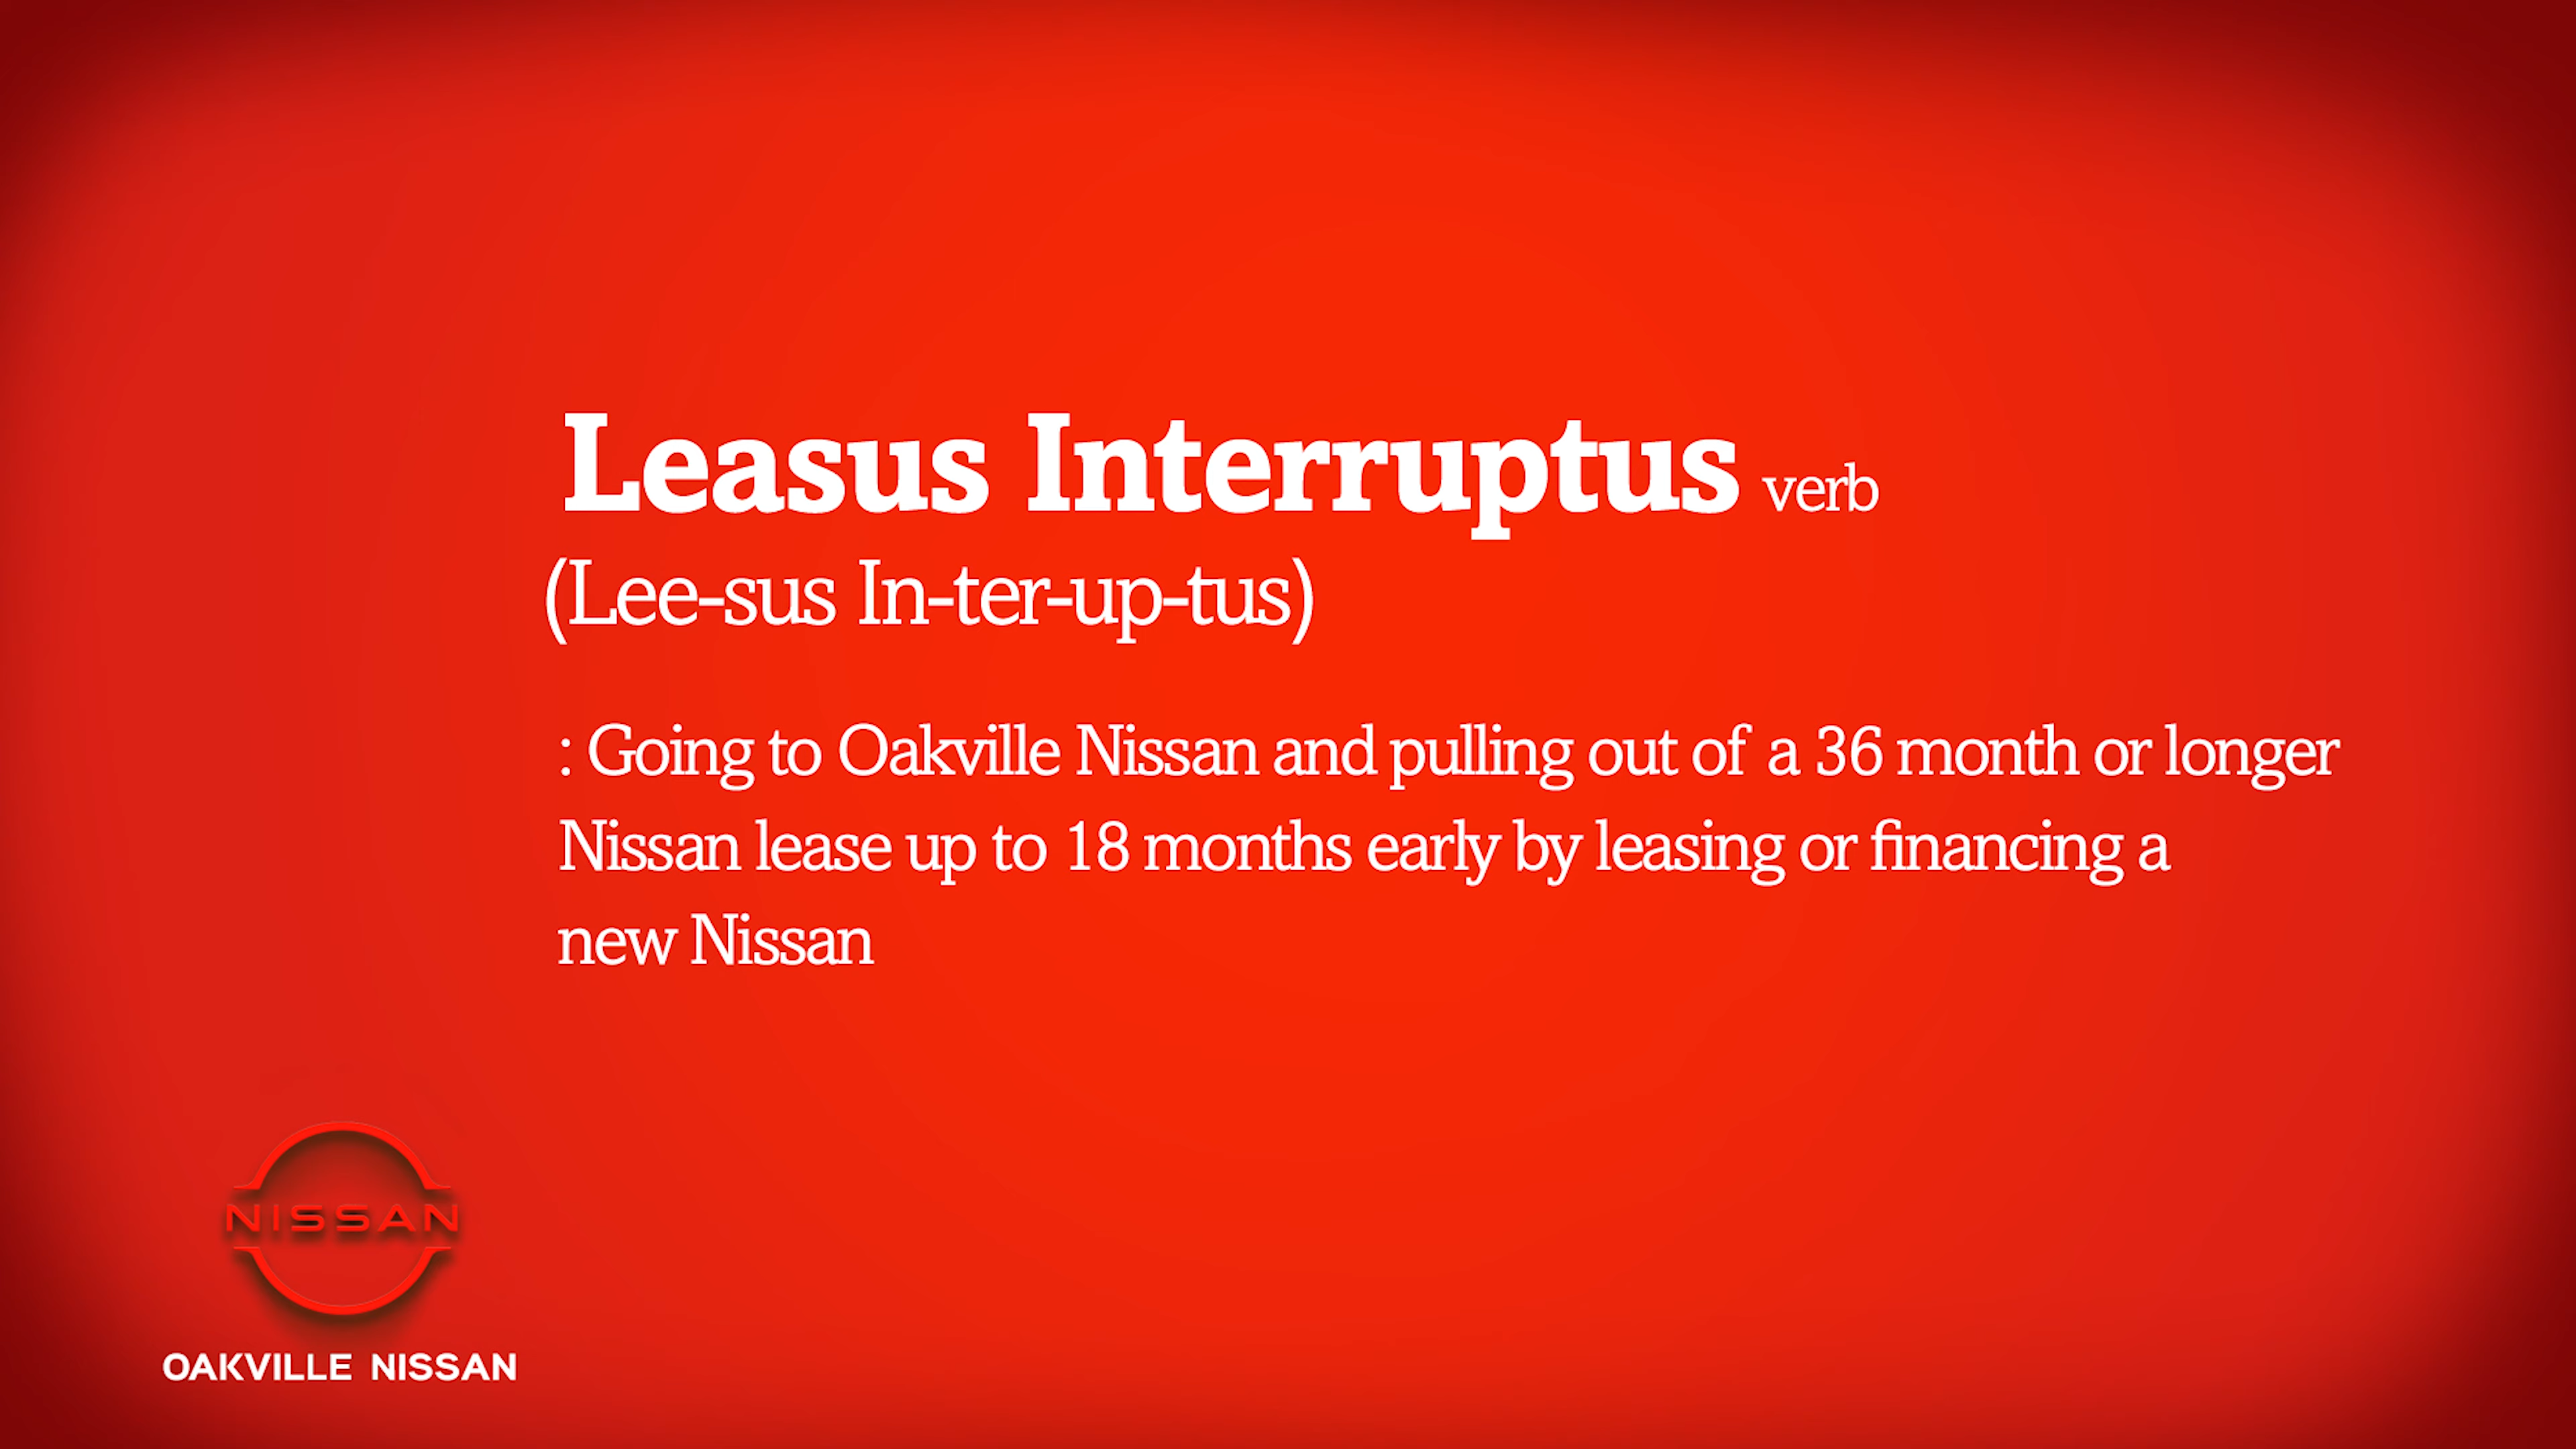 Leasus Interruptus verb
(Lee-sus In-ter-up-tus)
: Going to Oakville Nissan and pulling out of a 36 month or longer
Nissan lease up to 18 months early by leasing or financing a
new Nissan
NISSAN
OAKVILLE NISSAN